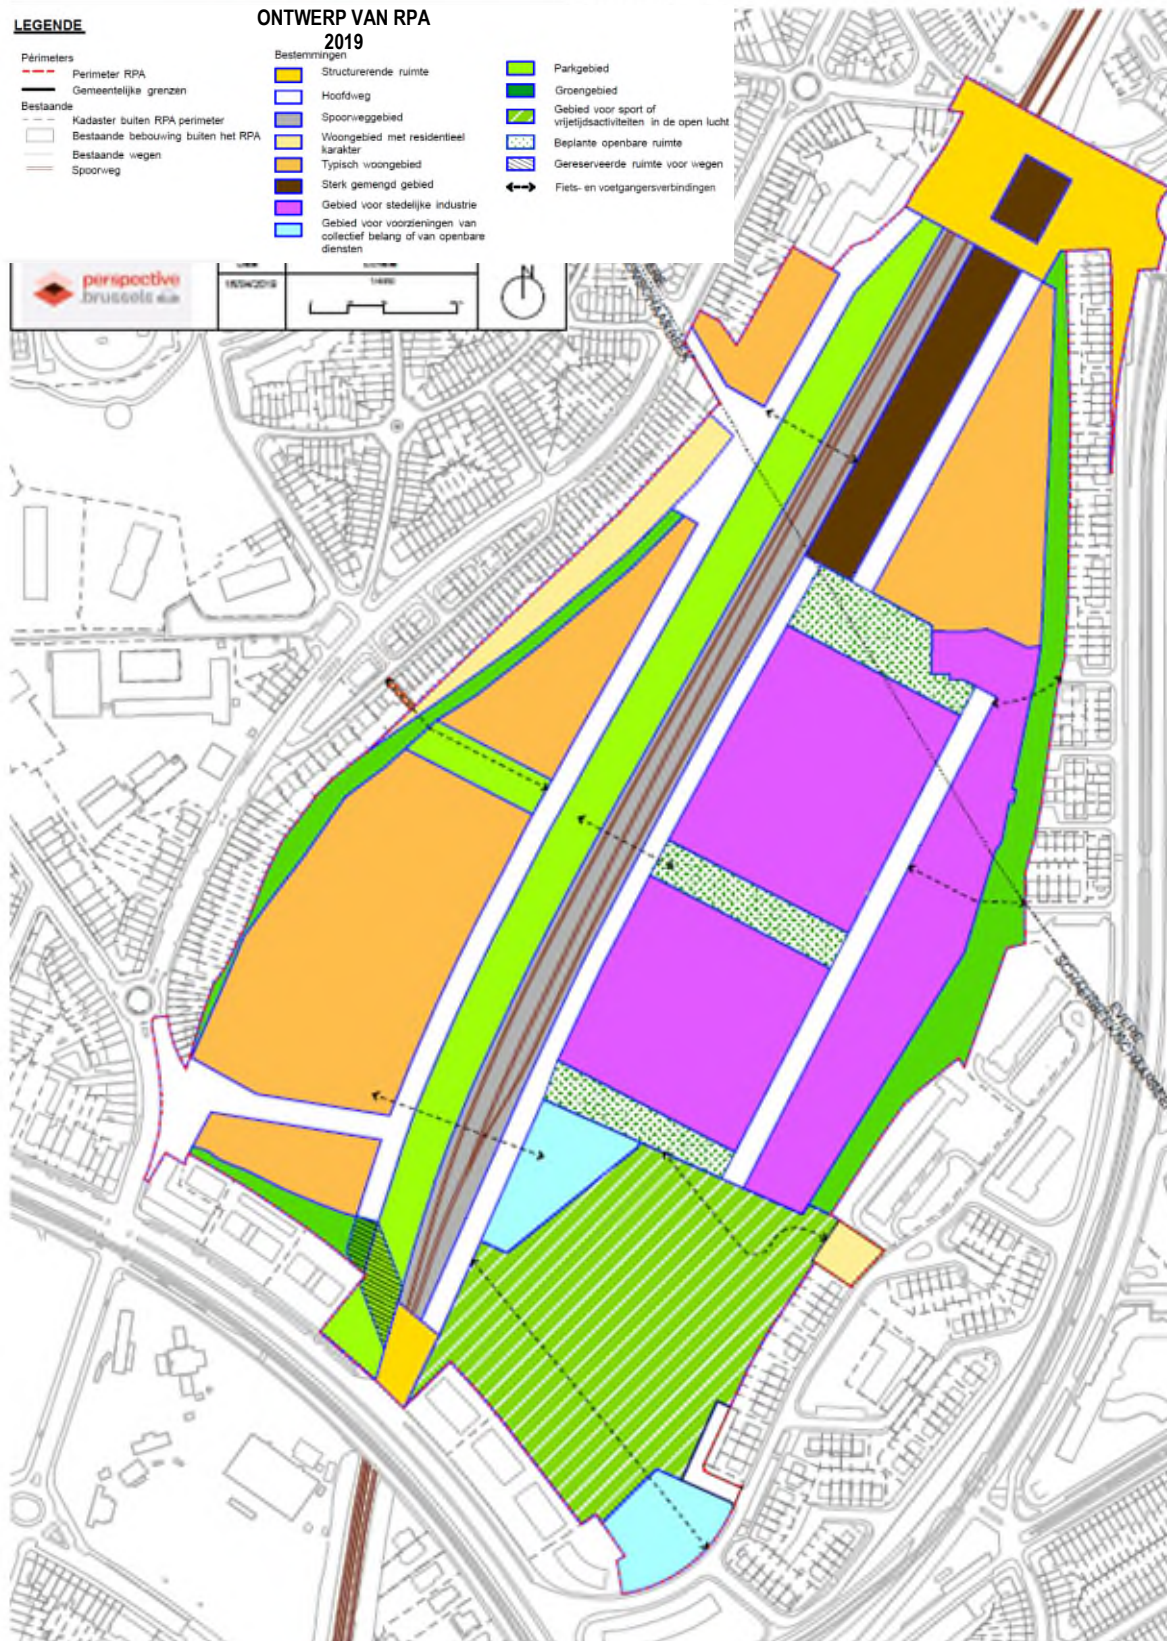 LEGENDE
ONTWERP VAN RPA
2019
Périmeters
Perimeter RPA
Gemeentelijke grenzen
Bestaande
Kadaster buiten RPA perimeter
Bestaande bebouwing buiten het RPA
Bestaande wegen
Spoorweg
Bestemmingen
Structurerende ruimte
Hoofdweg
Spoorweggebied
Woongebied met residentieel
karakter
Typisch woongebied
Sterk gemengd gebied
Gebied voor stedelijke industrie
Gebied voor voorzieningen van
collectief belang of van openbare
diensten
Parkgebied
Groengebied
Gebied voor sport of
vrijetijdsactiviteiten in de open lucht
Beplante openbare ruimte
Gereserveerde ruimte voor wegen
Fiets- en voetgangersverbindingen
perspective
.brussels
N
EVERE